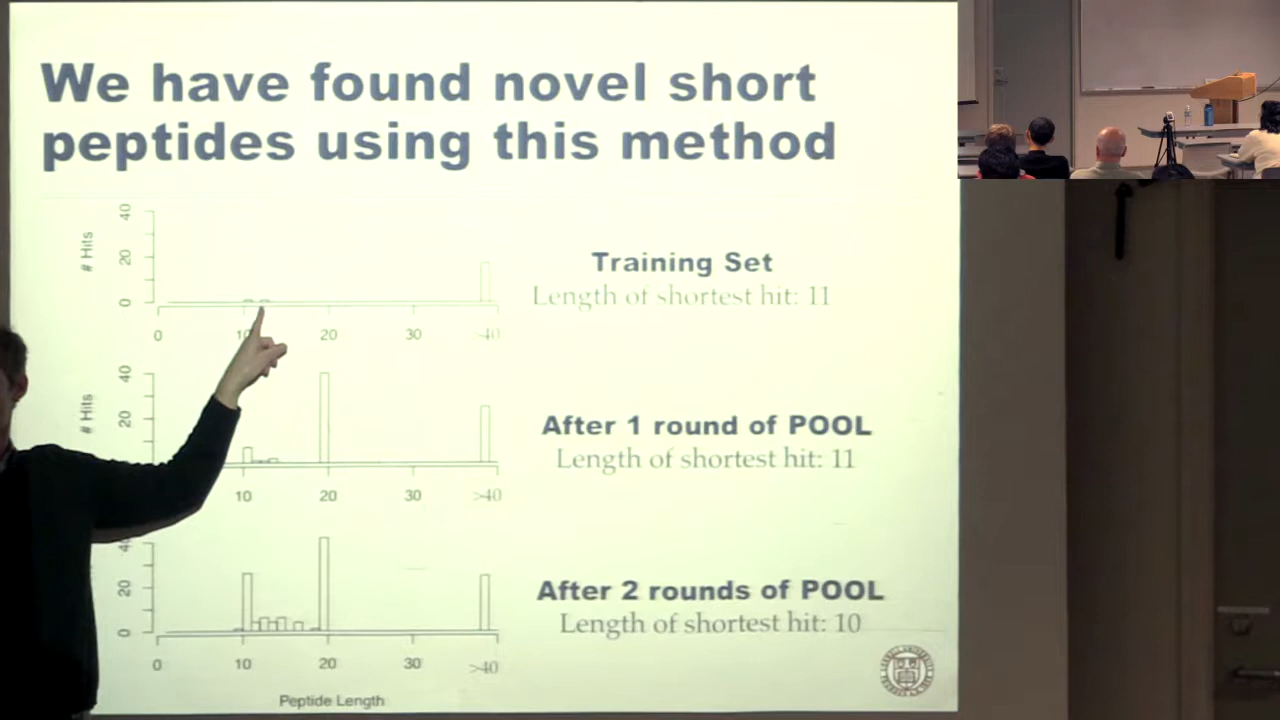 We have found novel short
peptides using this method
# Hits
0 20 40
0 10 20 30 >40
Training Set
Length of shortest hit: 11
# Hits
20 40
10 20 30 >40
After 1 round of POOL
Length of shortest hit: 11
0 20 40
0 10 20 30 >40
After 2 rounds of POOL
Length of shortest hit: 10
Peptide Length